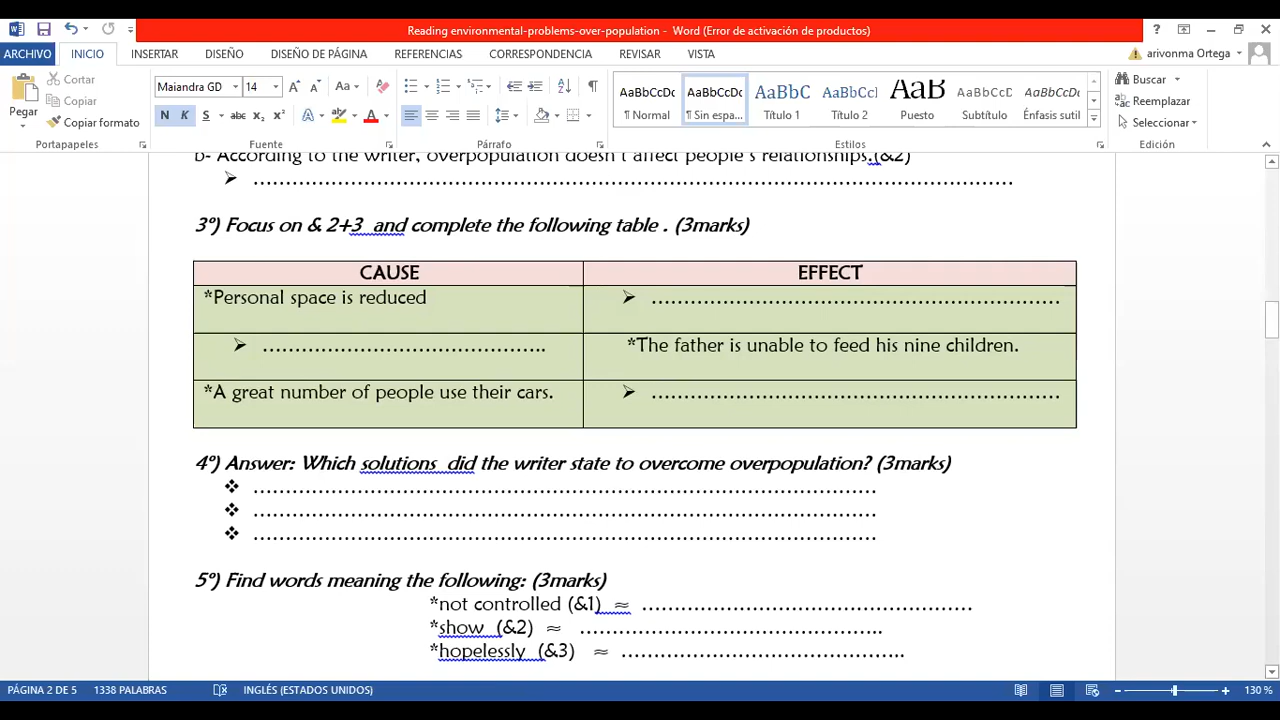 Reading environmental-problems-over-population - Word (Error de activación de productos)
ARCHIVO INICIO INSERTAR DISEÑO DISEÑO DE PÁGINA REFERENCIAS CORRESPONDENCIA REVISAR VISTA arivonma Ortega
Pegar
Cortar
Copiar
Copiar formato
Portapapeles
Maiandra GD 14 Aa
N K S abc x₂ x² A A
Fuente
Párrafo
AaBbCcDc AaBbCcDc AaBbC AaBbCcI AaB AaBbCcD AaBbCcDc
¶ Normal ¶ Sin espa... Título 1 Título 2 Puesto Subtítulo Énfasis sutil
Estilos
Buscar
Reemplazar
Seleccionar
Edición
b- According to the writer, overpopulation doesn't affect people's relationships.(&2)
➢ ……………………………………………………………………………………………
3°) Focus on & 2+3 and complete the following table . (3marks)
CAUSE EFFECT
*Personal space is reduced ➢ …………………………………………………
➢ ……………………………………….. *The father is unable to feed his nine children.
*A great number of people use their cars. ➢ …………………………………………………
4°) Answer: Which solutions did the writer state to overcome overpopulation? (3marks)
❖ ……………………………………………………………………………
❖ ……………………………………………………………………………
❖ ……………………………………………………………………………
5°) Find words meaning the following: (3marks)
*not controlled (&1) ≈ ……………………………………………
*show (&2) ≈ ………………………………………..
*hopelessly (&3) ≈ ………………………………………..
PÁGINA 2 DE 5 1338 PALABRAS INGLÉS (ESTADOS UNIDOS) 130 %